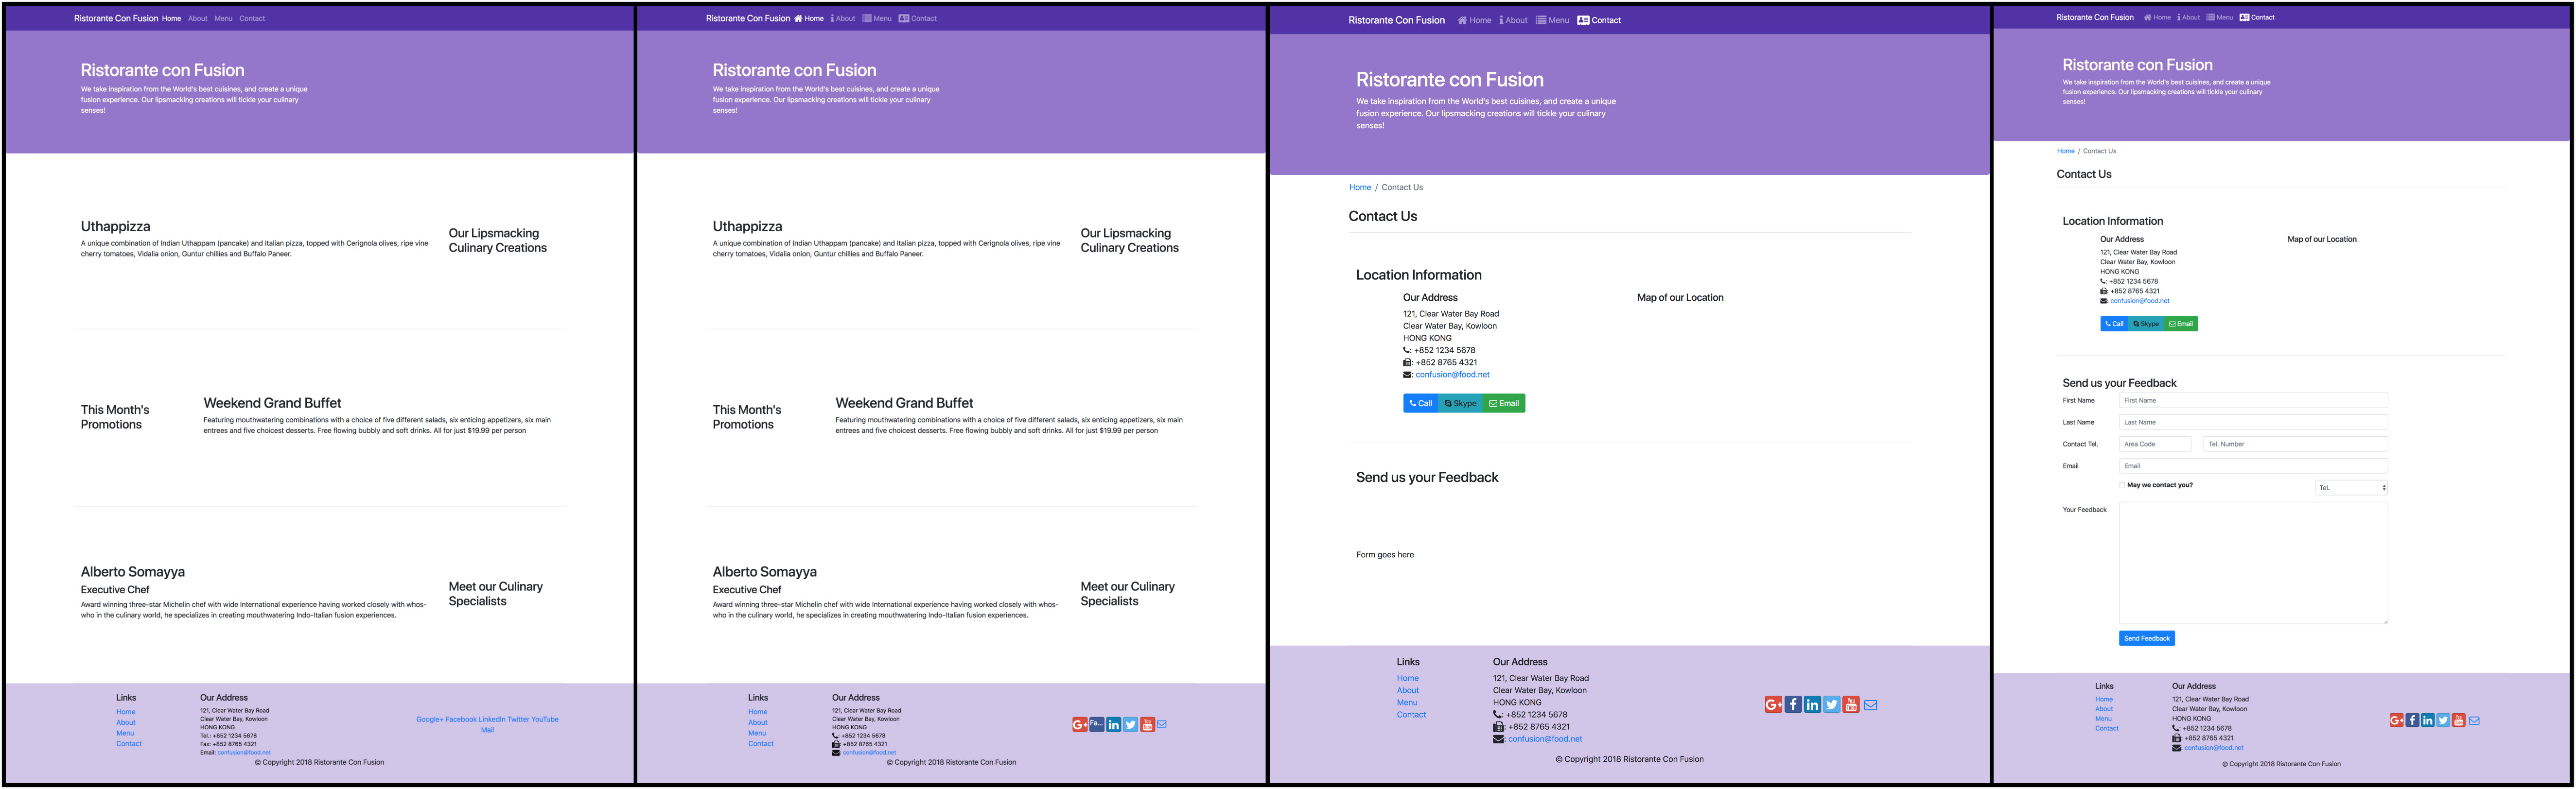 Ristorante Con Fusion Home About Menu Contact
Ristorante con Fusion
We take inspiration from the World's best cuisines, and create a unique
fusion experience. Our lipsmacking creations will tickle your culinary
senses!
Uthappizza
A unique combination of Indian Uthappam (pancake) and Italian pizza, topped with Cerignola olives, ripe vine
cherry tomatoes, Vidalia onion, Guntur chillies and Buffalo Paneer.
Our Lipsmacking
Culinary Creations
This Month's
Promotions
Weekend Grand Buffet
Featuring mouthwatering combinations with a choice of five different salads, six enticing appetizers, six main
entrees and five choicest desserts. Free flowing bubbly and soft drinks. All for just $19.99 per person
Alberto Somayya
Executive Chef
Award winning three-star Michelin chef with wide International experience having worked closely with whos-
who in the culinary world, he specializes in creating mouthwatering Indo-Italian fusion experiences.
Meet our Culinary
Specialists
Links
Home
About
Menu
Contact
Our Address
121, Clear Water Bay Road
Clear Water Bay, Kowloon
HONG KONG
Tel.: +852 1234 5678
Fax: +852 8765 4321
Email: confusion@food.net
Google+ Facebook LinkedIn Twitter YouTube
Mail
© Copyright 2018 Ristorante Con Fusion
Ristorante Con Fusion Home About Menu Contact
Ristorante con Fusion
We take inspiration from the World's best cuisines, and create a unique
fusion experience. Our lipsmacking creations will tickle your culinary
senses!
Uthappizza
A unique combination of Indian Uthappam (pancake) and Italian pizza, topped with Cerignola olives, ripe vine
cherry tomatoes, Vidalia onion, Guntur chillies and Buffalo Paneer.
Our Lipsmacking
Culinary Creations
This Month's
Promotions
Weekend Grand Buffet
Featuring mouthwatering combinations with a choice of five different salads, six enticing appetizers, six main
entrees and five choicest desserts. Free flowing bubbly and soft drinks. All for just $19.99 per person
Alberto Somayya
Executive Chef
Award winning three-star Michelin chef with wide International experience having worked closely with whos-
who in the culinary world, he specializes in creating mouthwatering Indo-Italian fusion experiences.
Meet our Culinary
Specialists
Links
Home
About
Menu
Contact
Our Address
121, Clear Water Bay Road
Clear Water Bay, Kowloon
HONG KONG
: +852 1234 5678
: +852 8765 4321
: confusion@food.net
G+ Fa... in You Tube
© Copyright 2018 Ristorante Con Fusion
Ristorante Con Fusion Home About Menu Contact
Ristorante con Fusion
We take inspiration from the World's best cuisines, and create a unique
fusion experience. Our lipsmacking creations will tickle your culinary
senses!
Home / Contact Us
Contact Us
Location Information
Our Address
121, Clear Water Bay Road
Clear Water Bay, Kowloon
HONG KONG
: +852 1234 5678
: +852 8765 4321
: confusion@food.net
Call Skype Email
Map of our Location
Send us your Feedback
Form goes here
Links
Home
About
Menu
Contact
Our Address
121, Clear Water Bay Road
Clear Water Bay, Kowloon
HONG KONG
: +852 1234 5678
: +852 8765 4321
: confusion@food.net
G+ f in You Tube
© Copyright 2018 Ristorante Con Fusion
Ristorante Con Fusion Home About Menu Contact
Ristorante con Fusion
We take inspiration from the World's best cuisines, and create a unique
fusion experience. Our lipsmacking creations will tickle your culinary
senses!
Home / Contact Us
Contact Us
Location Information
Our Address
121, Clear Water Bay Road
Clear Water Bay, Kowloon
HONG KONG
: +852 1234 5678
: +852 8765 4321
: confusion@food.net
Call Skype Email
Map of our Location
Send us your Feedback
First Name First Name
Last Name Last Name
Contact Tel. Area Code Tel. Number
Email Email
May we contact you? Tel.
Your Feedback
Send Feedback
Links
Home
About
Menu
Contact
Our Address
121, Clear Water Bay Road
Clear Water Bay, Kowloon
HONG KONG
: +852 1234 5678
: +852 8765 4321
: confusion@food.net
G+ f in You Tube
© Copyright 2018 Ristorante Con Fusion